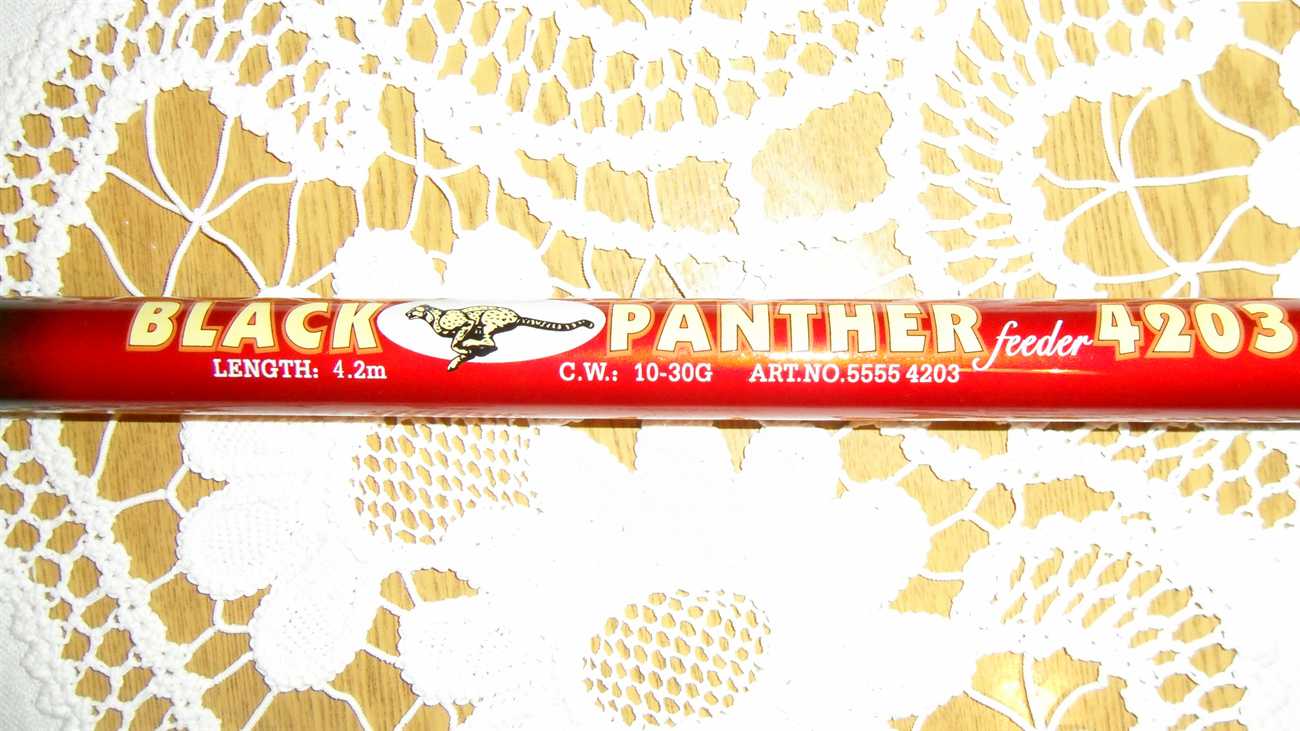 BLACK PANTHER feeder 4203
LENGTH: 4.2m C.W.: 10-30G ART.NO.5555 4203